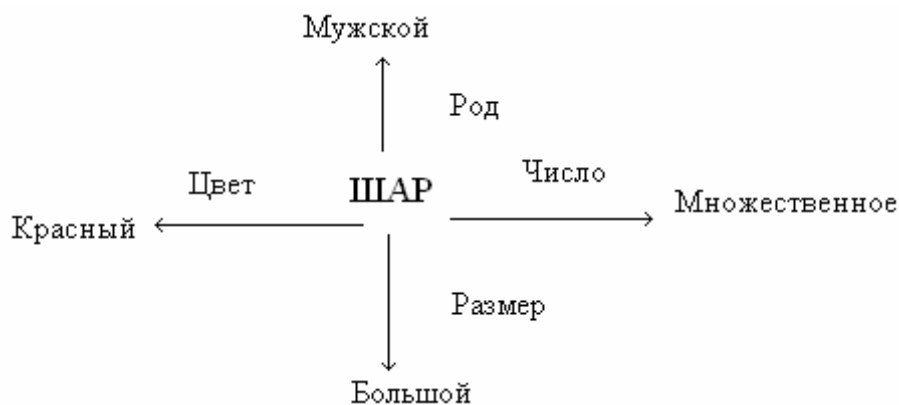 Мужской
Род
Цвет
ШАР
Число
Множественное
Красный
Размер
Большой